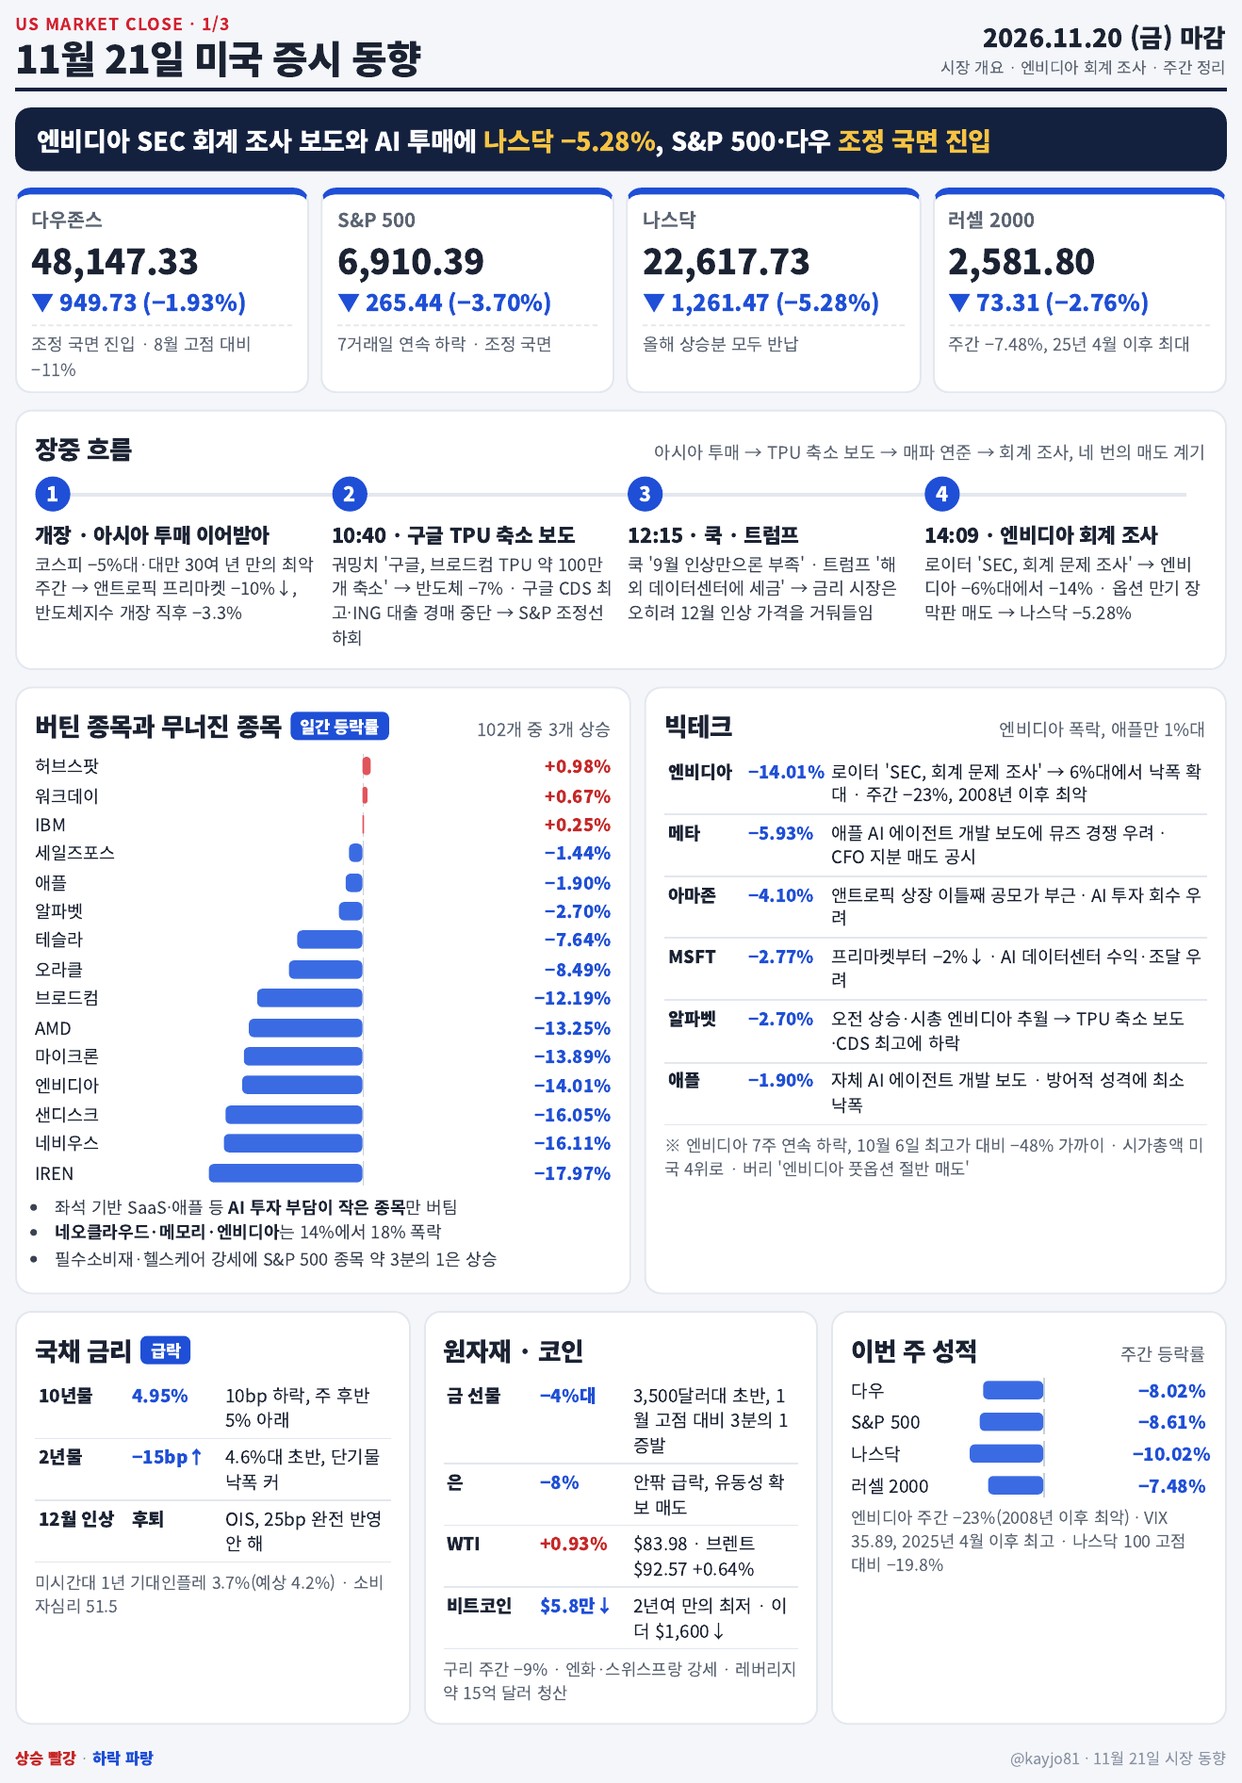 US MARKET CLOSE · 1/3
11월 21일 미국 증시 동향
2026.11.20 (금) 마감
시장 개요 · 엔비디아 회계 조사 · 주간 정리
엔비디아 SEC 회계 조사 보도와 AI 투매에 나스닥 −5.28%, S&P 500·다우 조정 국면 진입
다우존스
48,147.33
▼ 949.73 (−1.93%)
조정 국면 진입 · 8월 고점 대비
−11%
S&P 500
6,910.39
▼ 265.44 (−3.70%)
7거래일 연속 하락 · 조정 국면
나스닥
22,617.73
▼ 1,261.47 (−5.28%)
올해 상승분 모두 반납
러셀 2000
2,581.80
▼ 73.31 (−2.76%)
주간 −7.48%, 25년 4월 이후 최대
장중 흐름
아시아 투매 → TPU 축소 보도 → 매파 연준 → 회계 조사, 네 번의 매도 계기
1
개장 · 아시아 투매 이어받아
코스피 −5%대·대만 30여 년 만의 최악
주간 → 앤트로픽 프리마켓 −10%↓,
반도체지수 개장 직후 −3.3%
2
10:40 · 구글 TPU 축소 보도
궈밍치 '구글, 브로드컴 TPU 약 100만
개 축소' → 반도체 −7% · 구글 CDS 최
고·ING 대출 경매 중단 → S&P 조정선
하회
3
12:15 · 쿡 · 트럼프
쿡 '9월 인상만으론 부족' · 트럼프 '해
외 데이터센터에 세금' → 금리 시장은
오히려 12월 인상 가격을 거둬들임
4
14:09 · 엔비디아 회계 조사
로이터 'SEC, 회계 문제 조사' → 엔비
디아 −6%대에서 −14% · 옵션 만기 장
막판 매도 → 나스닥 −5.28%
버틴 종목과 무너진 종목 일간 등락률
102개 중 3개 상승
허브스팟 +0.98%
워크데이 +0.67%
IBM +0.25%
세일즈포스 −1.44%
애플 −1.90%
알파벳 −2.70%
테슬라 −7.64%
오라클 −8.49%
브로드컴 −12.19%
AMD −13.25%
마이크론 −13.89%
엔비디아 −14.01%
샌디스크 −16.05%
네비우스 −16.11%
IREN −17.97%
• 좌석 기반 SaaS·애플 등 AI 투자 부담이 작은 종목만 버팀
• 네오클라우드·메모리·엔비디아는 14%에서 18% 폭락
• 필수소비재·헬스케어 강세에 S&P 500 종목 약 3분의 1은 상승
빅테크
엔비디아 폭락, 애플만 1%대
엔비디아 −14.01% 로이터 'SEC, 회계 문제 조사' → 6%대에서 낙폭 확
대 · 주간 −23%, 2008년 이후 최악
메타 −5.93% 애플 AI 에이전트 개발 보도에 뮤즈 경쟁 우려 ·
CFO 지분 매도 공시
아마존 −4.10% 앤트로픽 상장 이틀째 공모가 부근 · AI 투자 회수 우
려
MSFT −2.77% 프리마켓부터 −2%↓ · AI 데이터센터 수익·조달 우
려
알파벳 −2.70% 오전 상승·시총 엔비디아 추월 → TPU 축소 보도
·CDS 최고에 하락
애플 −1.90% 자체 AI 에이전트 개발 보도 · 방어적 성격에 최소
낙폭
※ 엔비디아 7주 연속 하락, 10월 6일 최고가 대비 −48% 가까이 · 시가총액 미
국 4위로 · 버리 '엔비디아 풋옵션 절반 매도'
국채 금리 급락
10년물 4.95% 10bp 하락, 주 후반
5% 아래
2년물 −15bp↑ 4.6%대 초반, 단기물
낙폭 커
12월 인상 후퇴 OIS, 25bp 완전 반영
안 해
미시간대 1년 기대인플레 3.7%(예상 4.2%) · 소비
자심리 51.5
원자재 · 코인
금 선물 −4%대 3,500달러대 초반, 1
월 고점 대비 3분의 1
증발
은 −8% 안팎 급락, 유동성 확
보 매도
WTI +0.93% $83.98 · 브렌트
$92.57 +0.64%
비트코인 $5.8만↓ 2년여 만의 최저 · 이
더 $1,600↓
구리 주간 −9% · 엔화·스위스프랑 강세 · 레버리지
약 15억 달러 청산
이번 주 성적
주간 등락률
다우 −8.02%
S&P 500 −8.61%
나스닥 −10.02%
러셀 2000 −7.48%
엔비디아 주간 −23%(2008년 이후 최악) · VIX
35.89, 2025년 4월 이후 최고 · 나스닥 100 고점
대비 −19.8%
상승 빨강 · 하락 파랑
@kayjo81 · 11월 21일 시장 동향